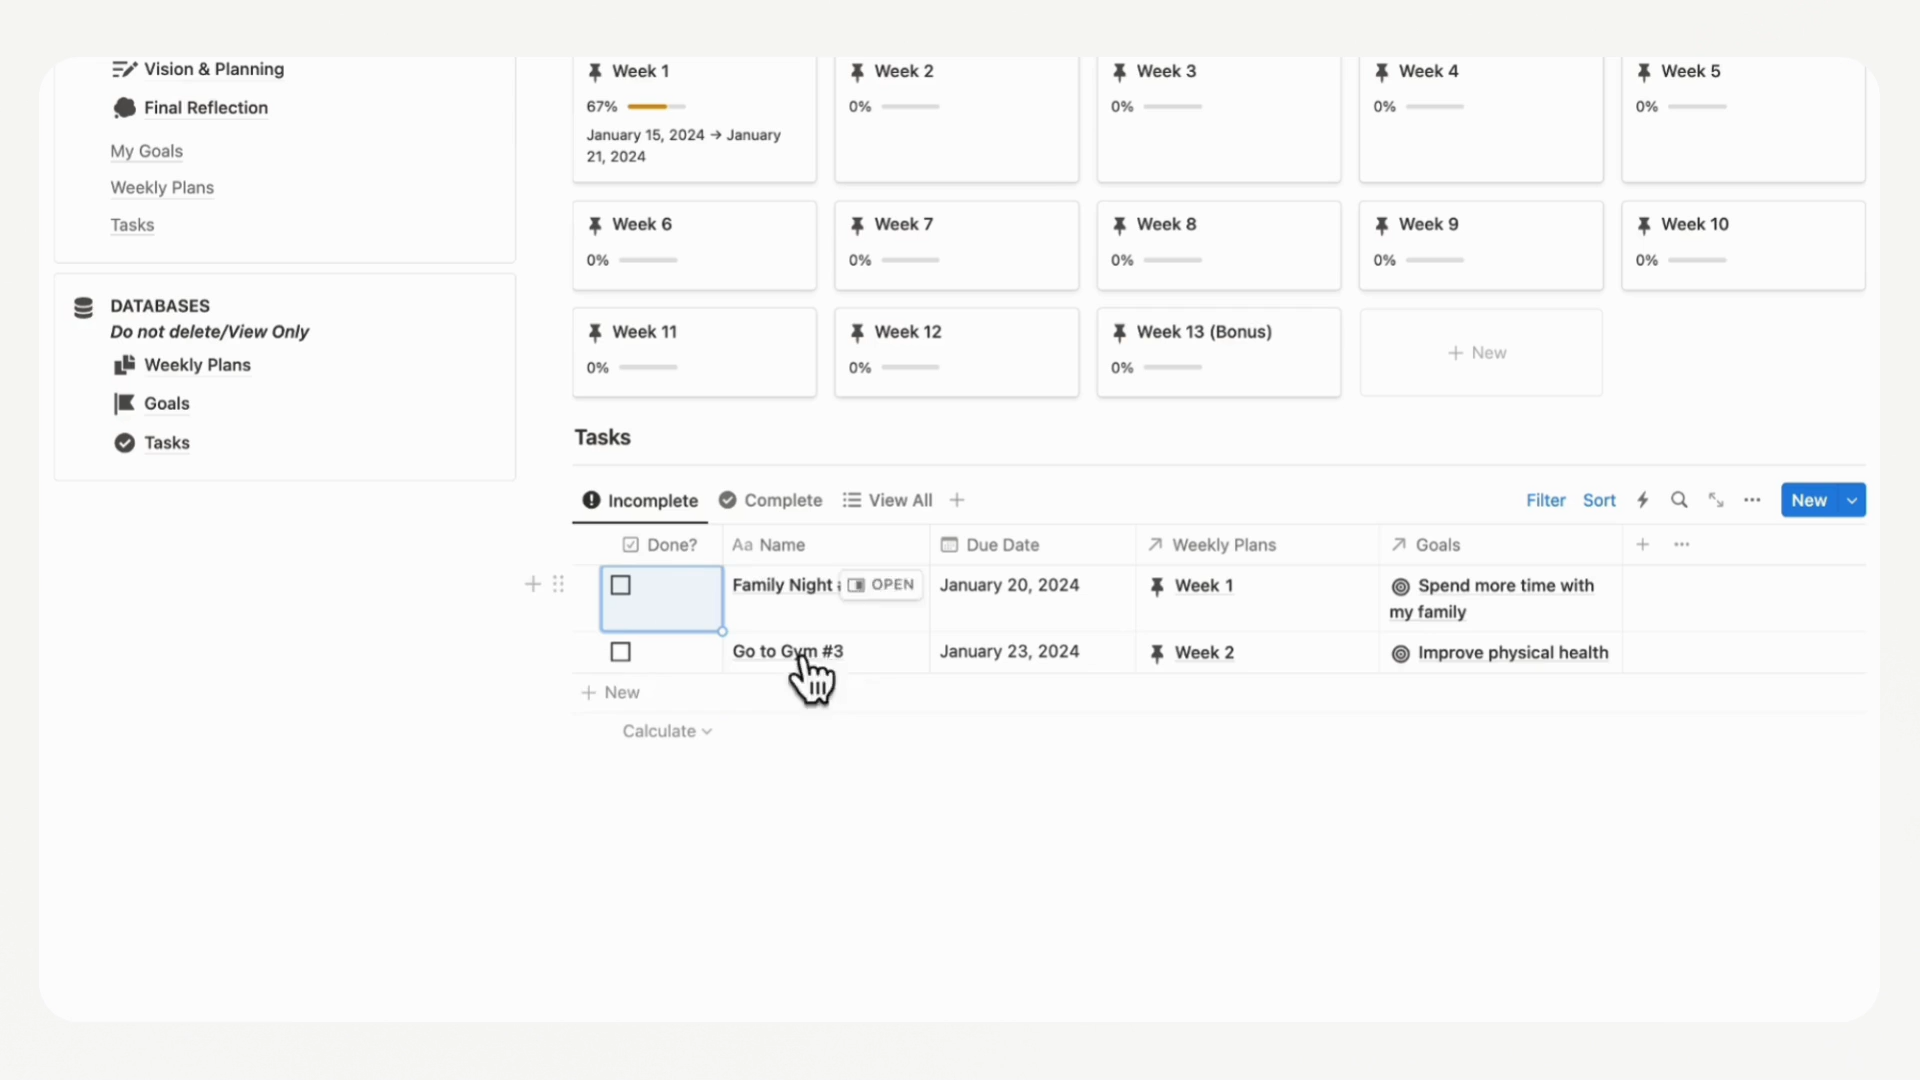 Vision & Planning
Final Reflection
My Goals
Weekly Plans
Tasks
DATABASES
Do not delete/View Only
Weekly Plans
Goals
Tasks
Week 1
67%
January 15, 2024 → January
21, 2024
Week 2
0%
Week 3
0%
Week 4
0%
Week 5
0%
Week 6
0%
Week 7
0%
Week 8
0%
Week 9
0%
Week 10
0%
Week 11
0%
Week 12
0%
Week 13 (Bonus)
0%
+ New
Tasks
Incomplete Complete View All +
Filter Sort New
Done? Aa Name Due Date Weekly Plans Goals
Family Night OPEN January 20, 2024 Week 1 Spend more time with
my family
Go to Gym #3 January 23, 2024 Week 2 Improve physical health
+ New
Calculate